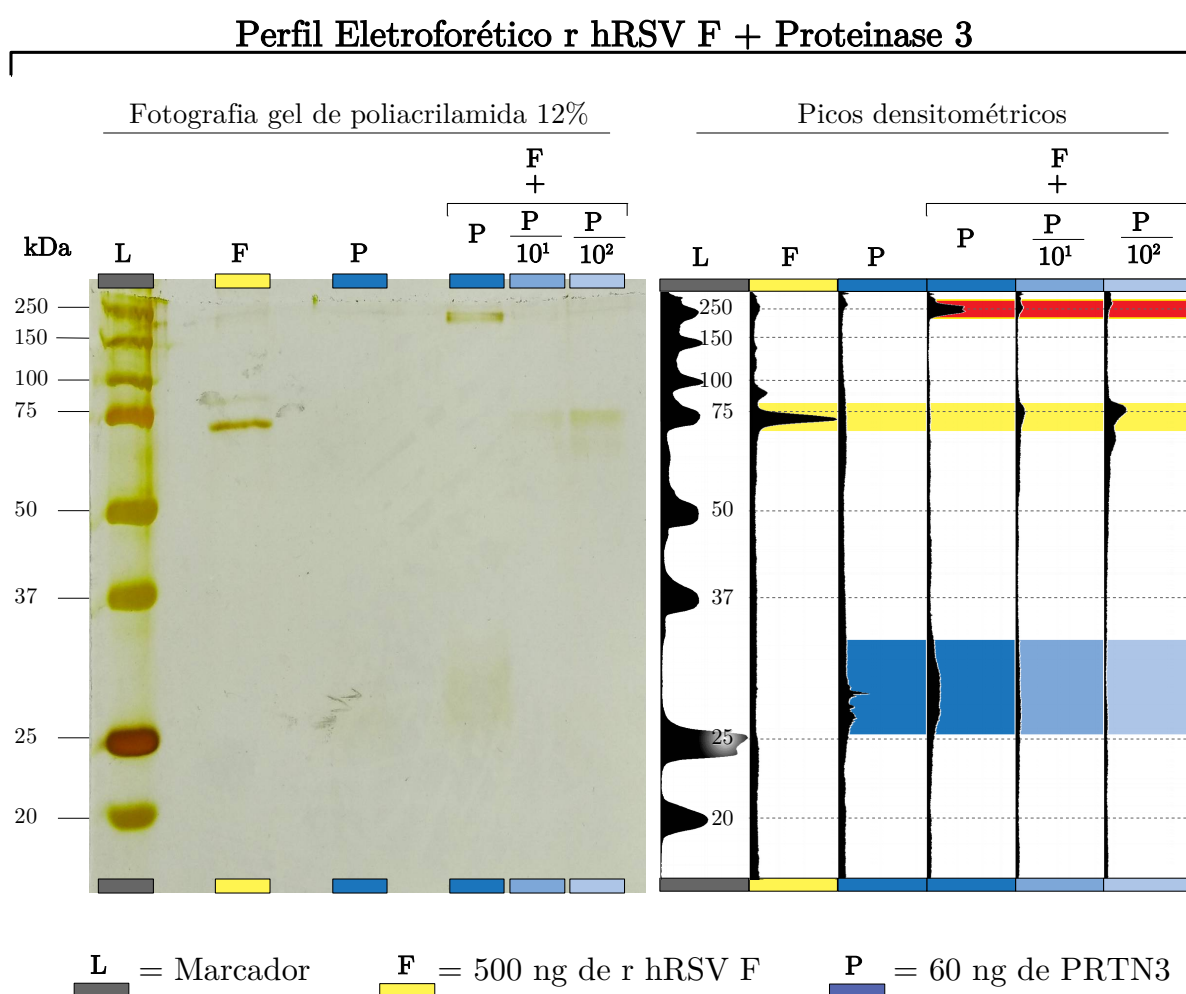 Perfil Eletroforético r hRSV F + Proteinase 3
Fotografia gel de poliacrilamida 12%
F
+
kDa
L
F
P
P
P
10¹
P
10²
250
150
100
75
50
37
25
20
Picos densitométricos
F
+
L
F
P
P
P
10¹
P
10²
250
150
100
75
50
37
25
20
L = Marcador
F = 500 ng de r hRSV F
P = 60 ng de PRTN3